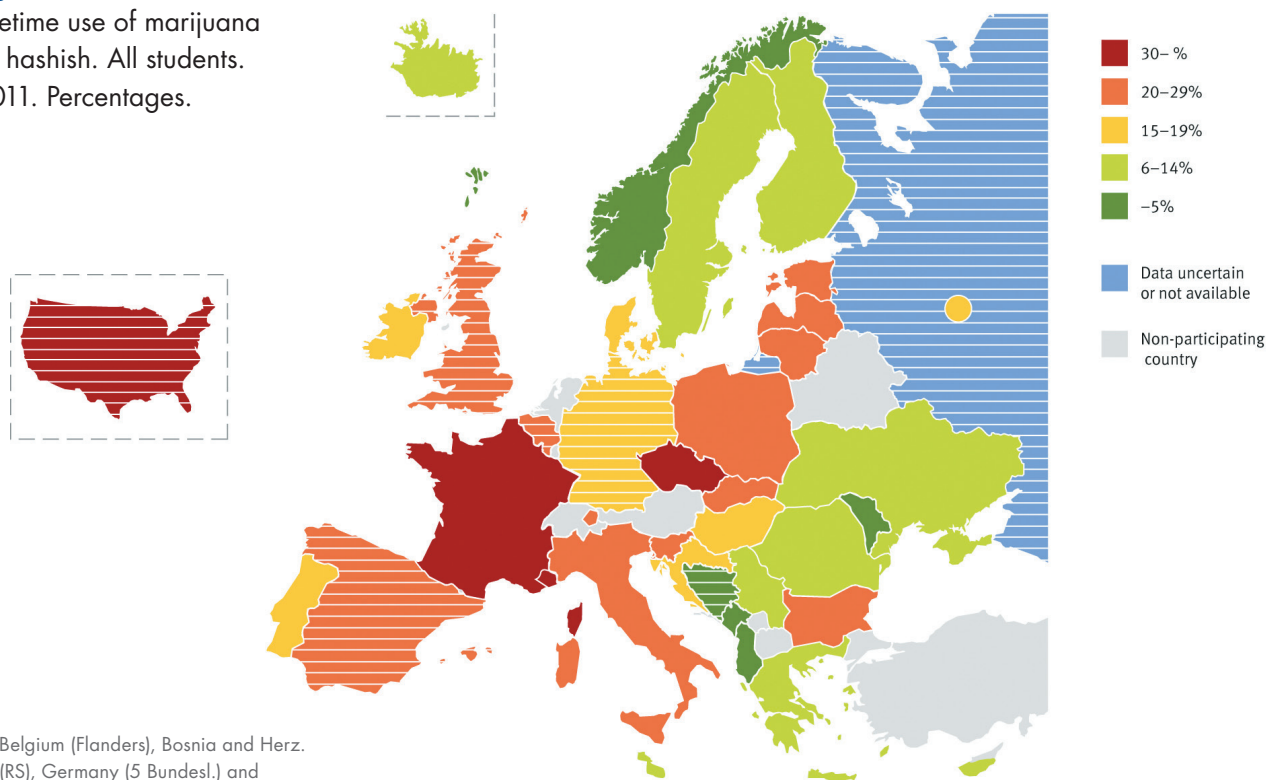 etime use of marijuana
hashish. All students.
011. Percentages.
30– %
20–29%
15–19%
6–14%
–5%
Data uncertain
or not available
Non-participating
country
Belgium (Flanders), Bosnia and Herz.
(RS), Germany (5 Bundesl.) and